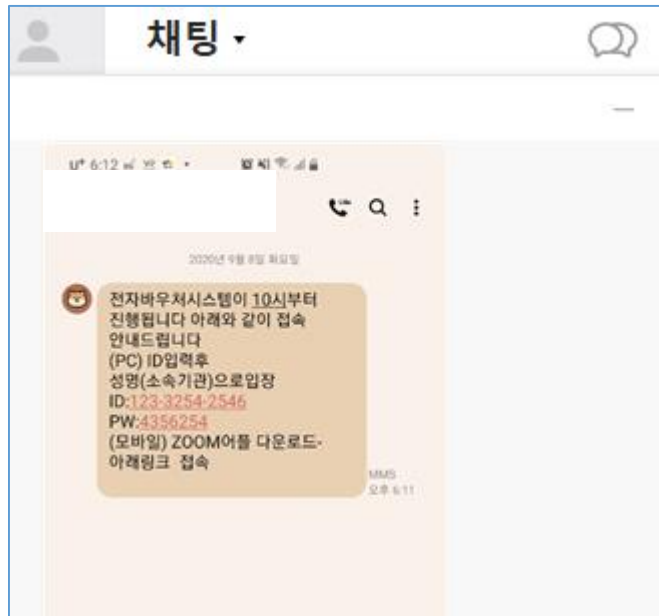 채팅
U+ 6:12
2020년 9월 8일 화요일
전자바우처시스템이 10시부터
진행됩니다 아래와 같이 접속
안내드립니다
(PC) ID입력후
성명(소속기관)으로입장
ID:123-3254-2546
PW:4356254
(모바일) ZOOM어플 다운로드-
아래링크 접속
MMS
오후 6:11